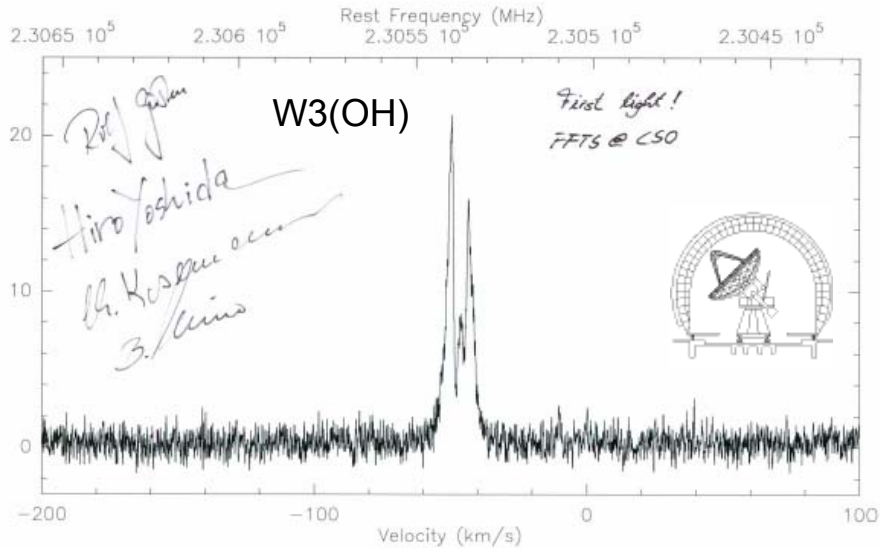 Rest Frequency (MHz)
2.3065 10⁵ 2.306 10⁵ 2.3055 10⁵ 2.305 10⁵ 2.3045 10⁵
W3(OH)
First light!
FFTS @ CSO
Rolf
Hiro Yoshida
20
10
0
-200 -100 0 100
Velocity (km/s)